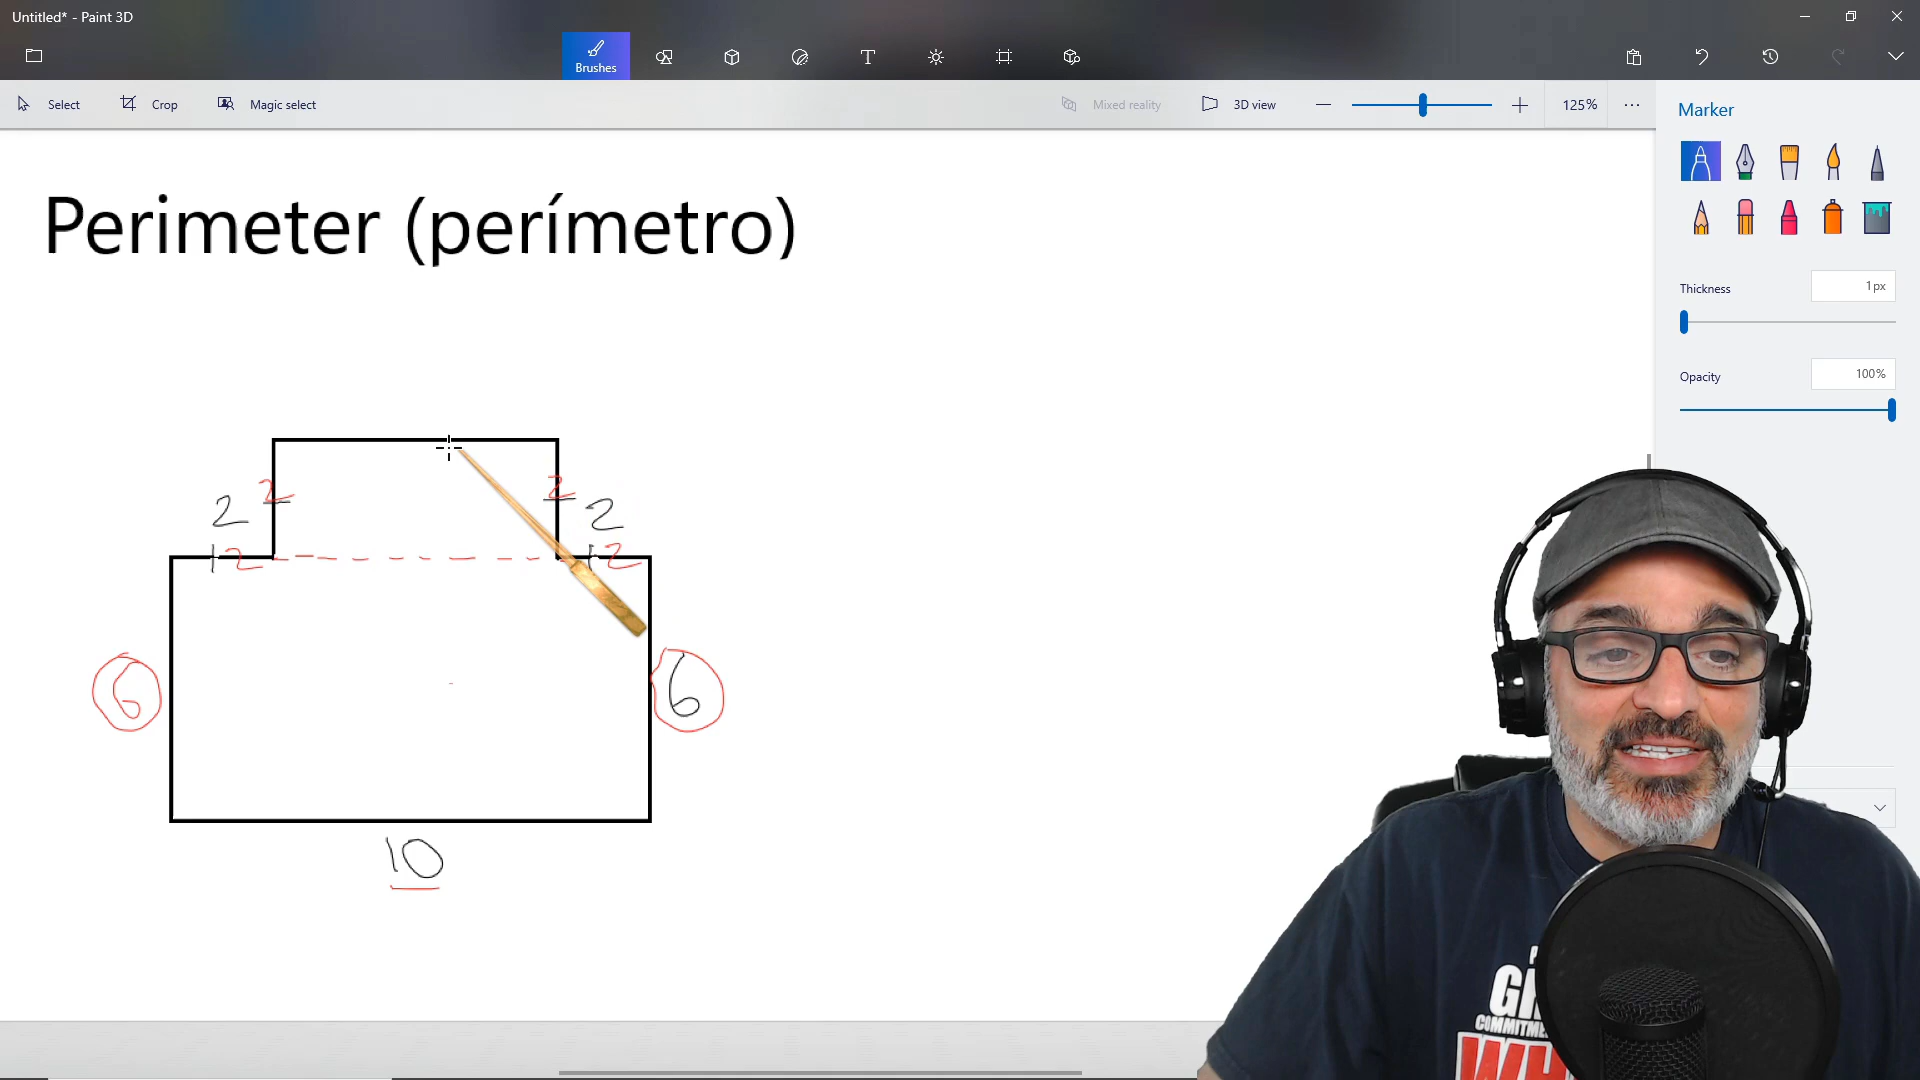 Untitled* - Paint 3D
Brushes
Select
Crop
Magic select
Mixed reality
3D view
125%
Marker
Thickness
1px
Opacity
100%
Perimeter (perímetro)
2
2
2
2
2
2
6
6
10
COMMITME